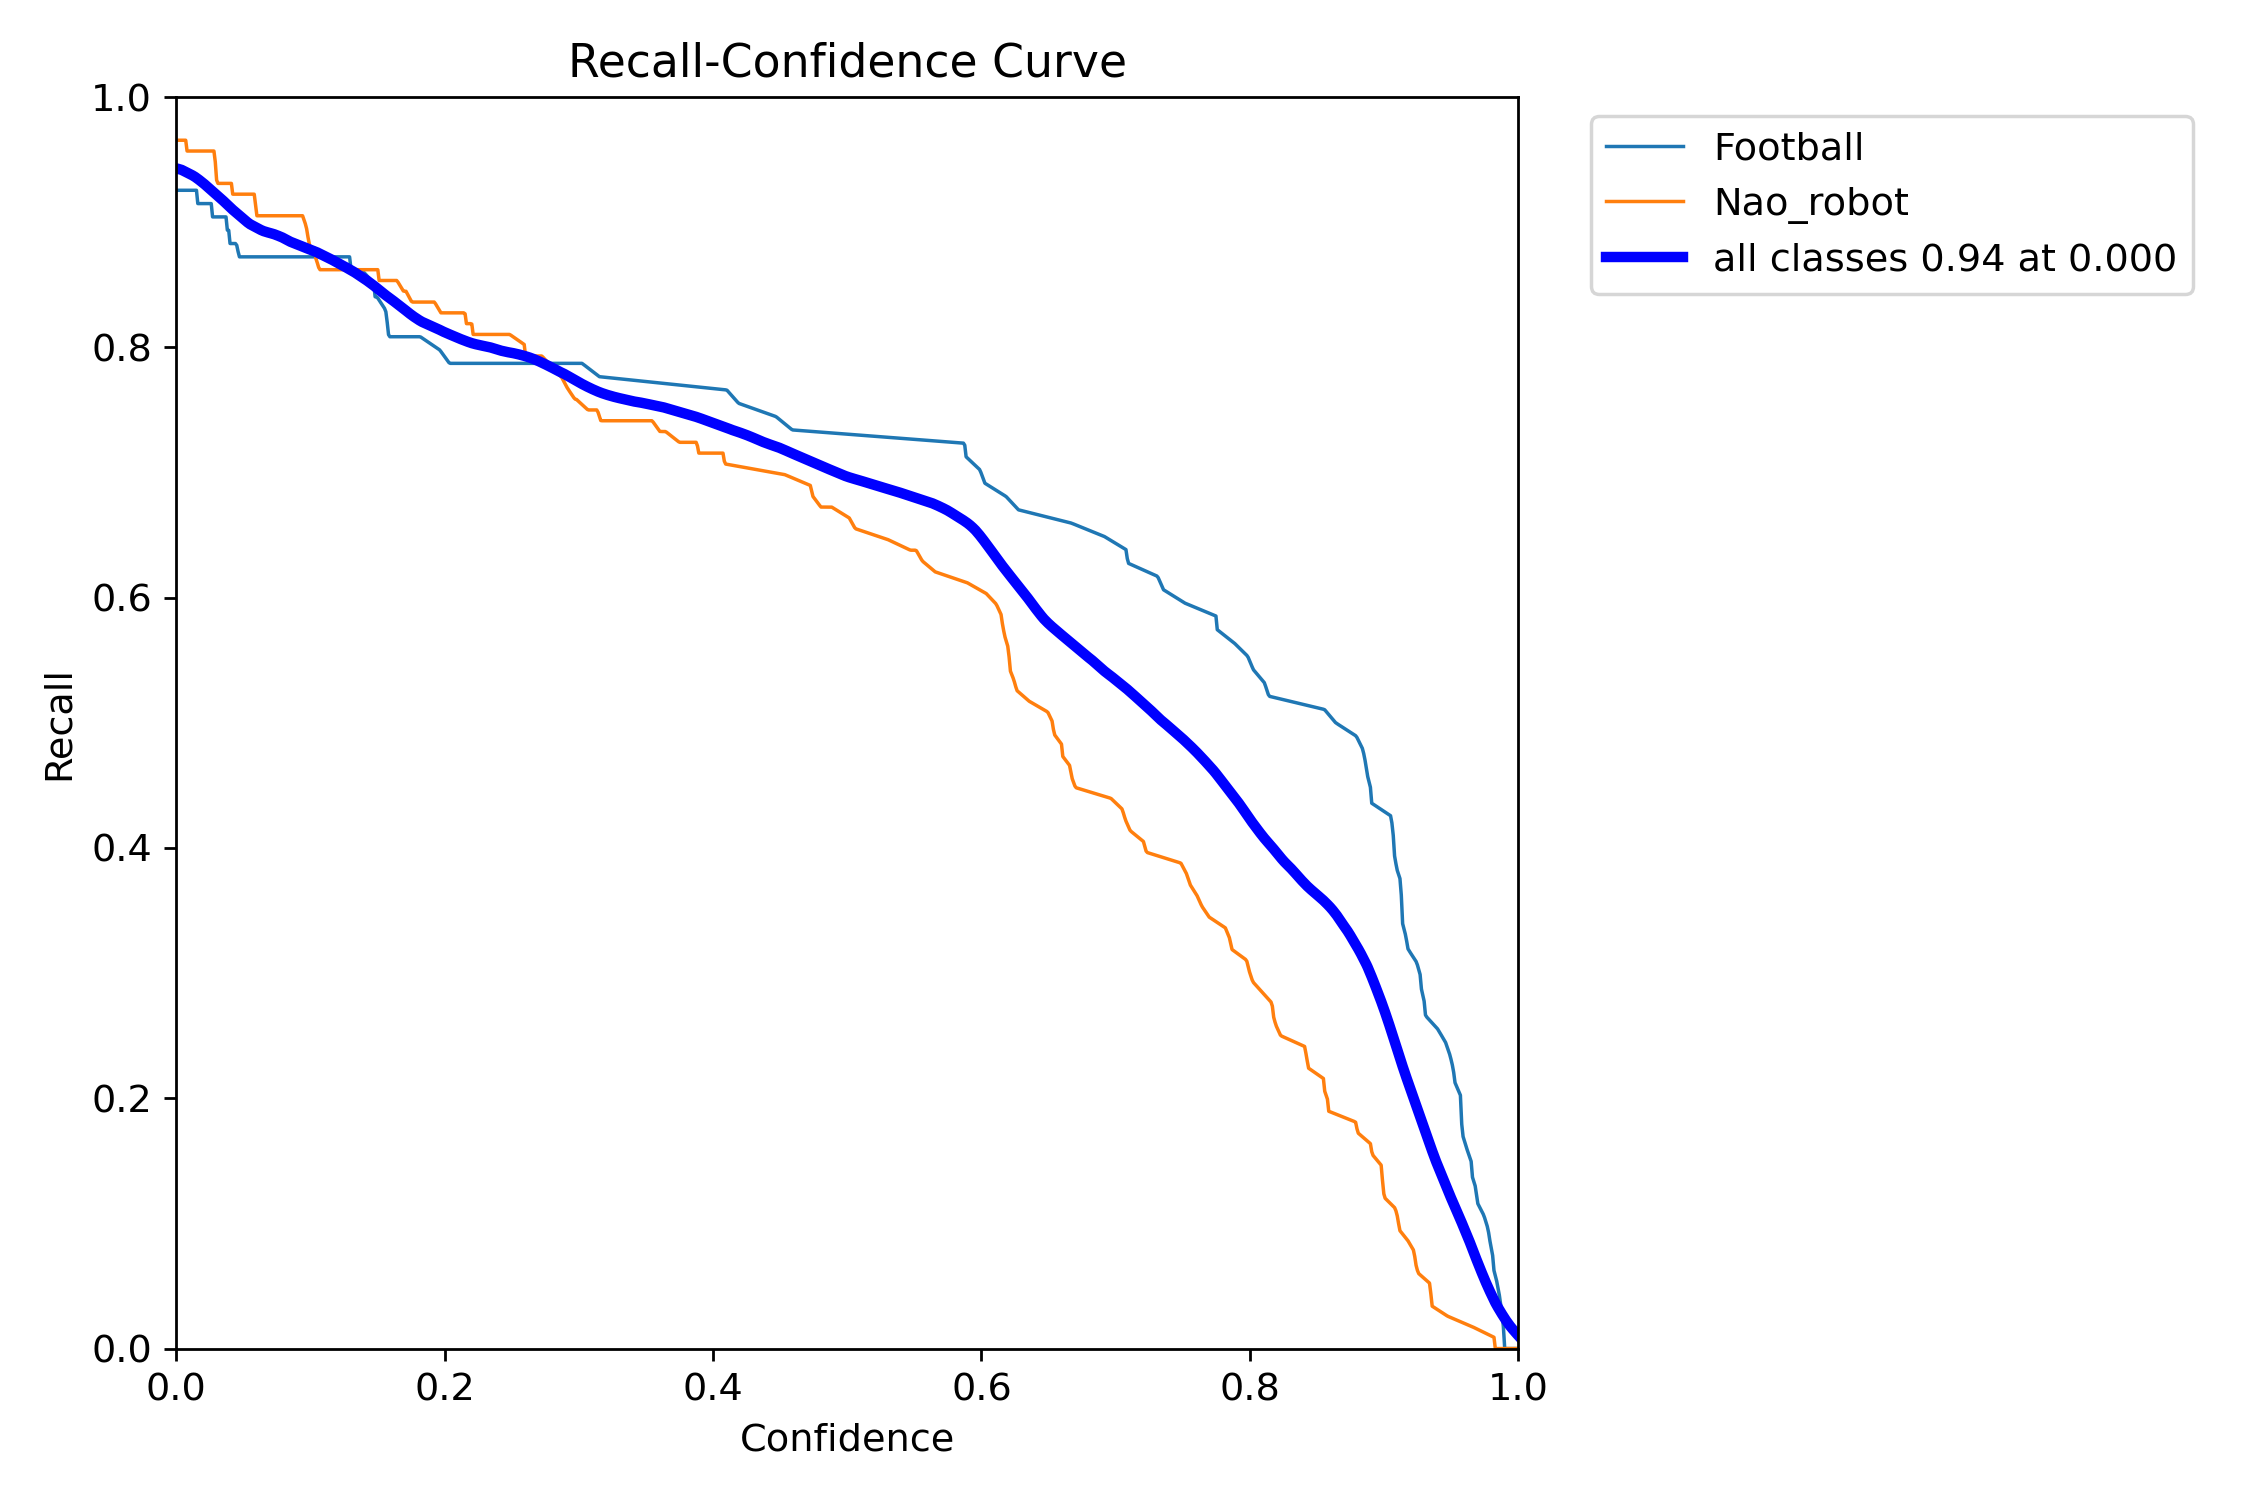 Recall-Confidence Curve
1.0
0.8
0.6
0.4
0.2
0.0
Recall
0.0 0.2 0.4 0.6 0.8 1.0
Confidence
Football
Nao_robot
all classes 0.94 at 0.000